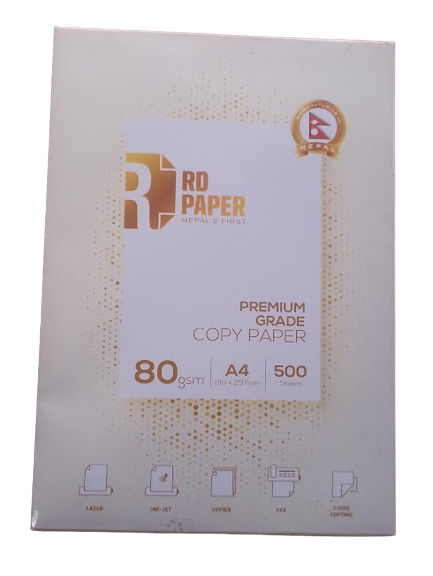 NEPAL
RD
PAPER
NEPAL'S FIRST
PREMIUM
GRADE
COPY PAPER
80gsm
A4
210 x 297mm
500
Sheets
LASER
INK-JET
COPIER
FAX
2-SIDE
COPYING